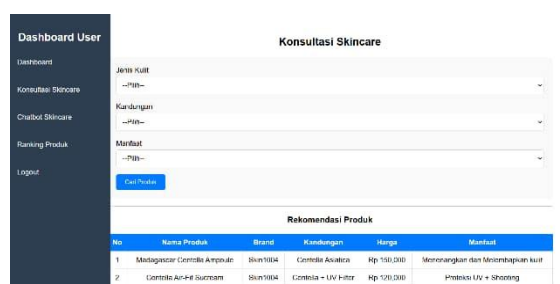 Dashboard User
Dashboard
Konsultasi Skincare
Chatbot Skincare
Ranking Produk
Logout
Konsultasi Skincare
Jenis Kulit
--Pilih--
Kandungan
--Pilih--
Manfaat
--Pilih--
Cari Produk
Rekomendasi Produk
No Nama Produk Brand Kandungan Harga Manfaat
1 Madagascar Centella Ampoule Skin1004 Centella Asiatica Rp 150,000 Menenangkan dan Melembapkan kulit
2 Centella Air-Fit Suncream Skin1004 Centella + UV Filter Rp 120,000 Proteksi UV + Soothing